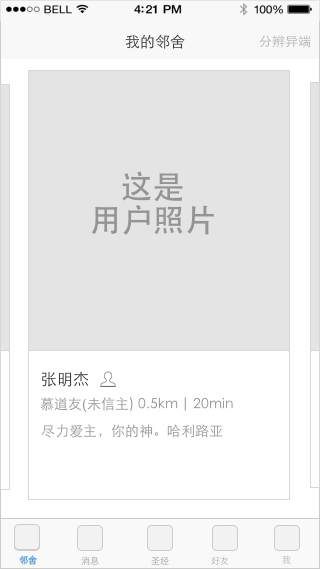 BELL 4:21 PM 100%
我的邻舍 分辨异端
这是
用户照片
张明杰
慕道友(未信主) 0.5km | 20min
尽力爱主，你的神。哈利路亚
邻舍 消息 圣经 好友 我